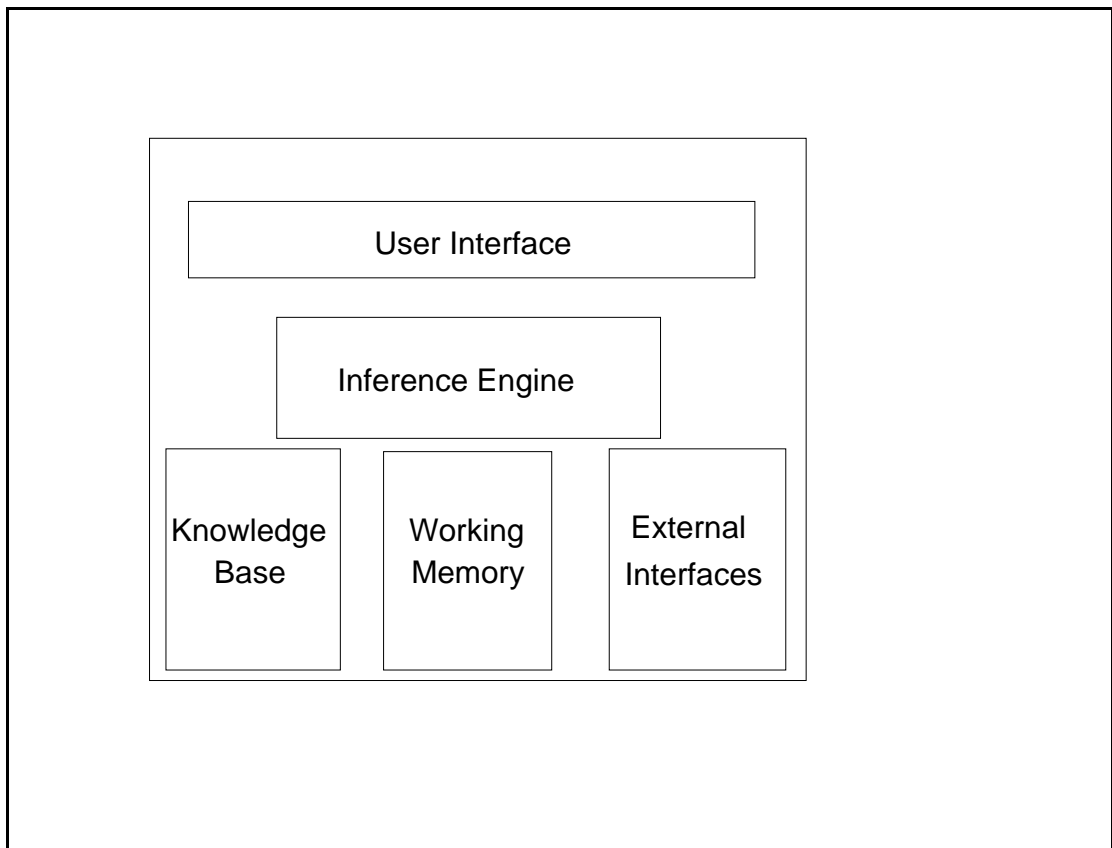 User Interface
Inference Engine
Knowledge
Base
Working
Memory
External
Interfaces